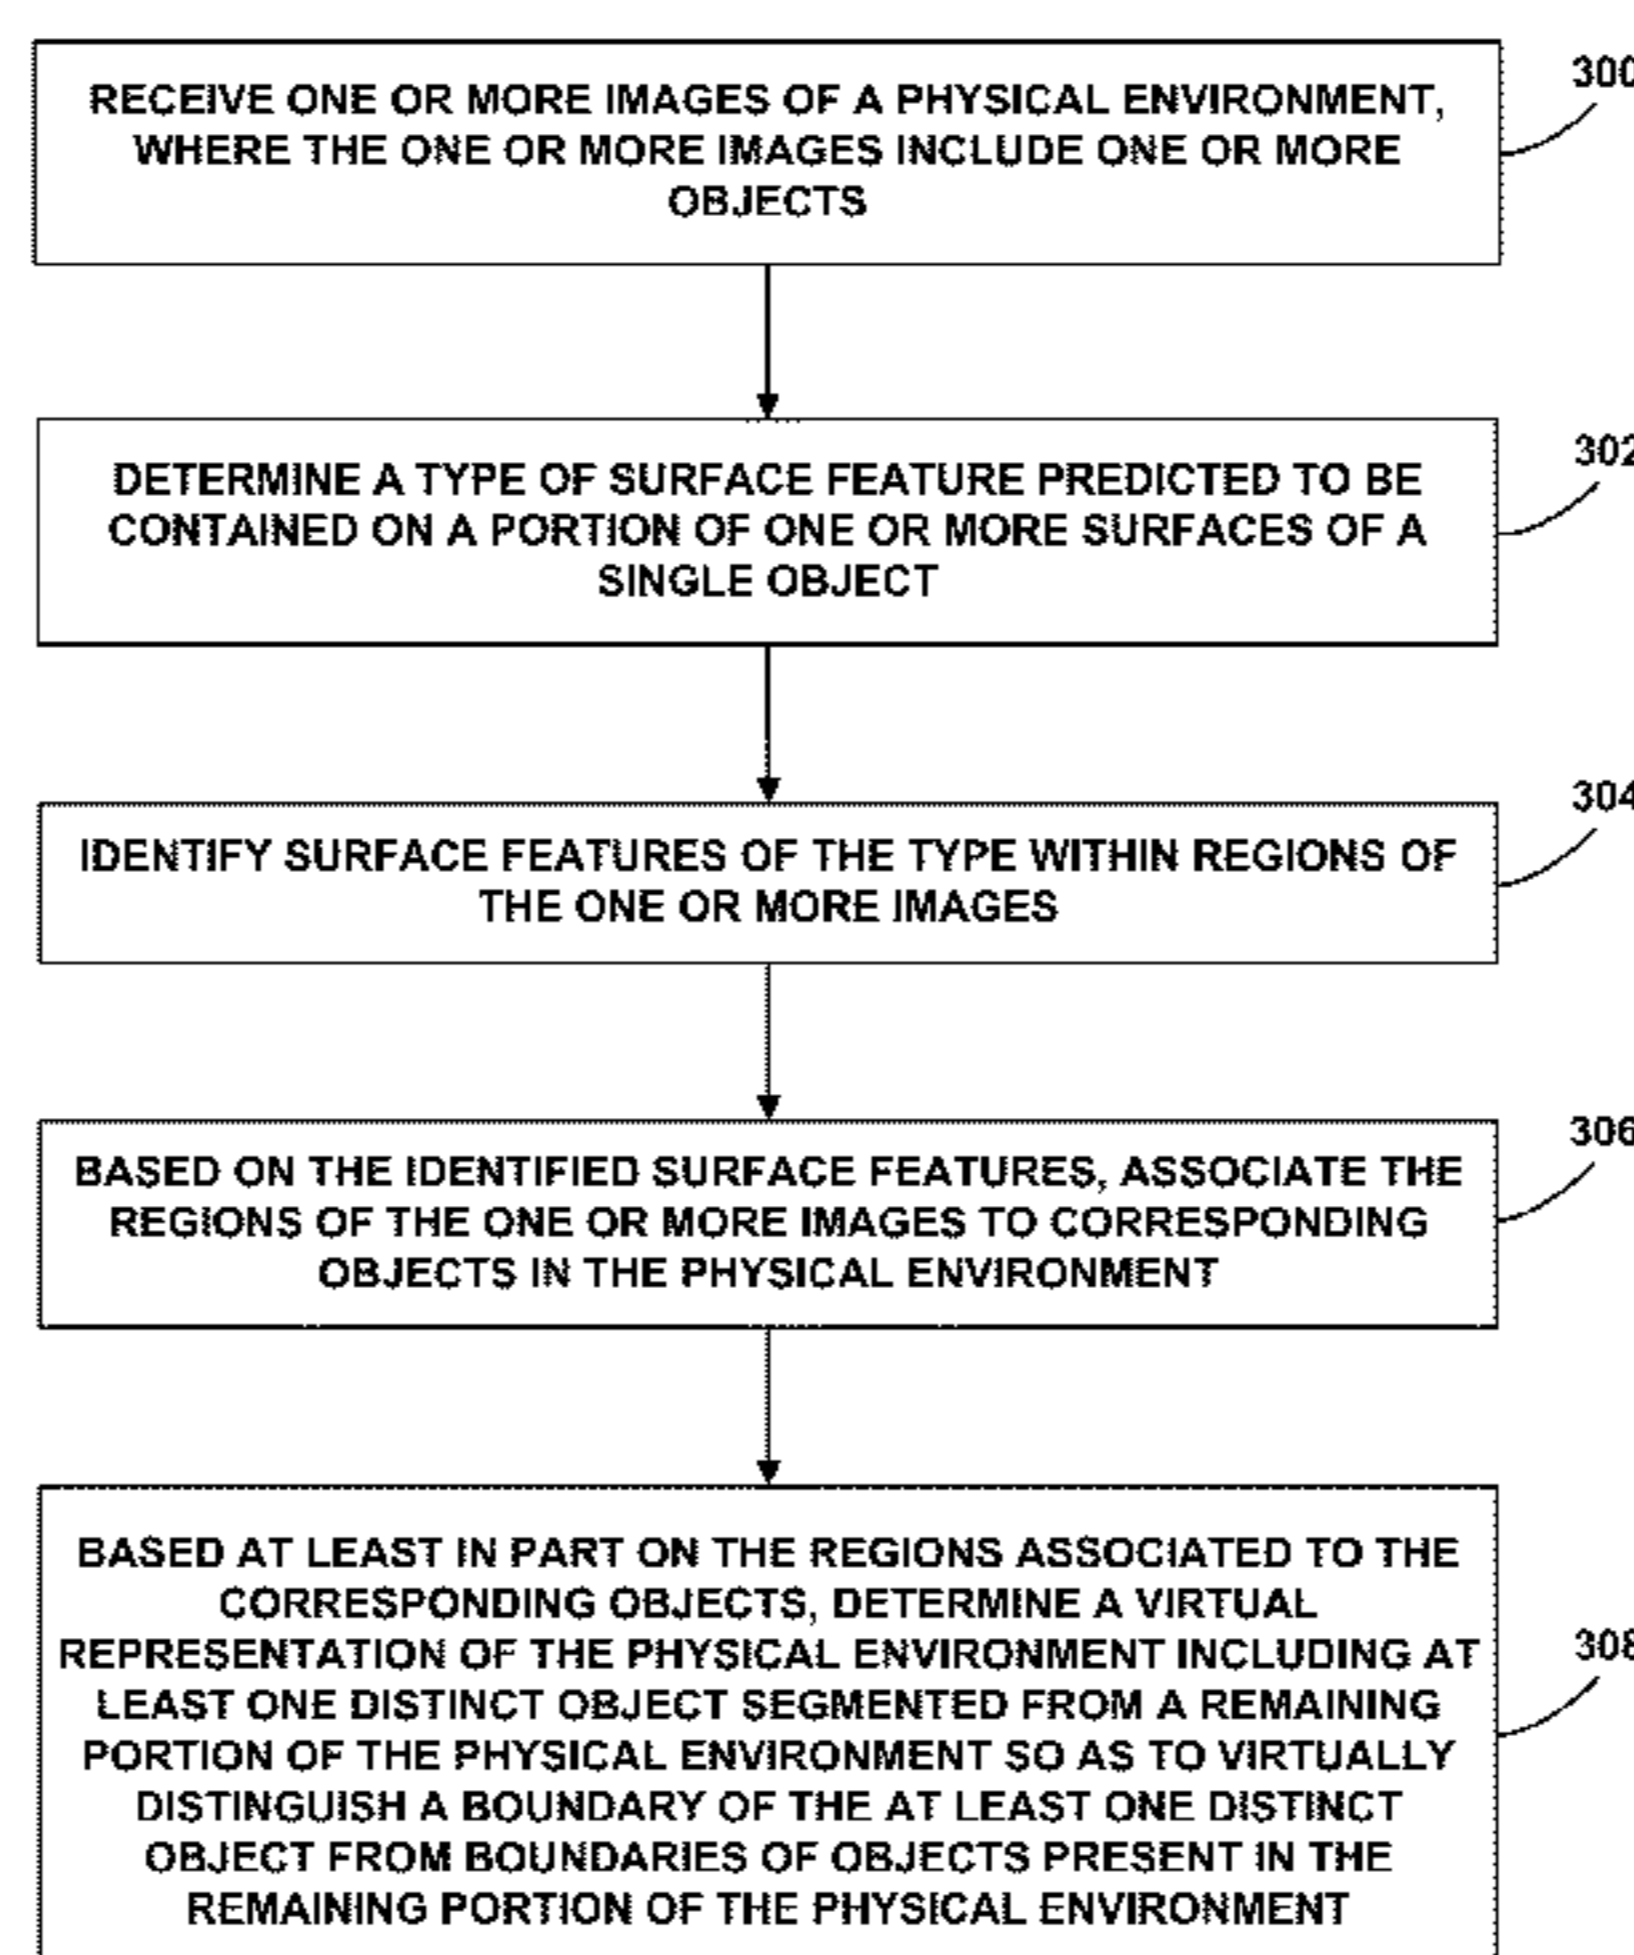 RECEIVE ONE OR MORE IMAGES OF A PHYSICAL ENVIRONMENT,
WHERE THE ONE OR MORE IMAGES INCLUDE ONE OR MORE
OBJECTS
300
DETERMINE A TYPE OF SURFACE FEATURE PREDICTED TO BE
CONTAINED ON A PORTION OF ONE OR MORE SURFACES OF A
SINGLE OBJECT
302
IDENTIFY SURFACE FEATURES OF THE TYPE WITHIN REGIONS OF
THE ONE OR MORE IMAGES
304
BASED ON THE IDENTIFIED SURFACE FEATURES, ASSOCIATE THE
REGIONS OF THE ONE OR MORE IMAGES TO CORRESPONDING
OBJECTS IN THE PHYSICAL ENVIRONMENT
306
BASED AT LEAST IN PART ON THE REGIONS ASSOCIATED TO THE
CORRESPONDING OBJECTS, DETERMINE A VIRTUAL
REPRESENTATION OF THE PHYSICAL ENVIRONMENT INCLUDING AT
LEAST ONE DISTINCT OBJECT SEGMENTED FROM A REMAINING
PORTION OF THE PHYSICAL ENVIRONMENT SO AS TO VIRTUALLY
DISTINGUISH A BOUNDARY OF THE AT LEAST ONE DISTINCT
OBJECT FROM BOUNDARIES OF OBJECTS PRESENT IN THE
REMAINING PORTION OF THE PHYSICAL ENVIRONMENT
308